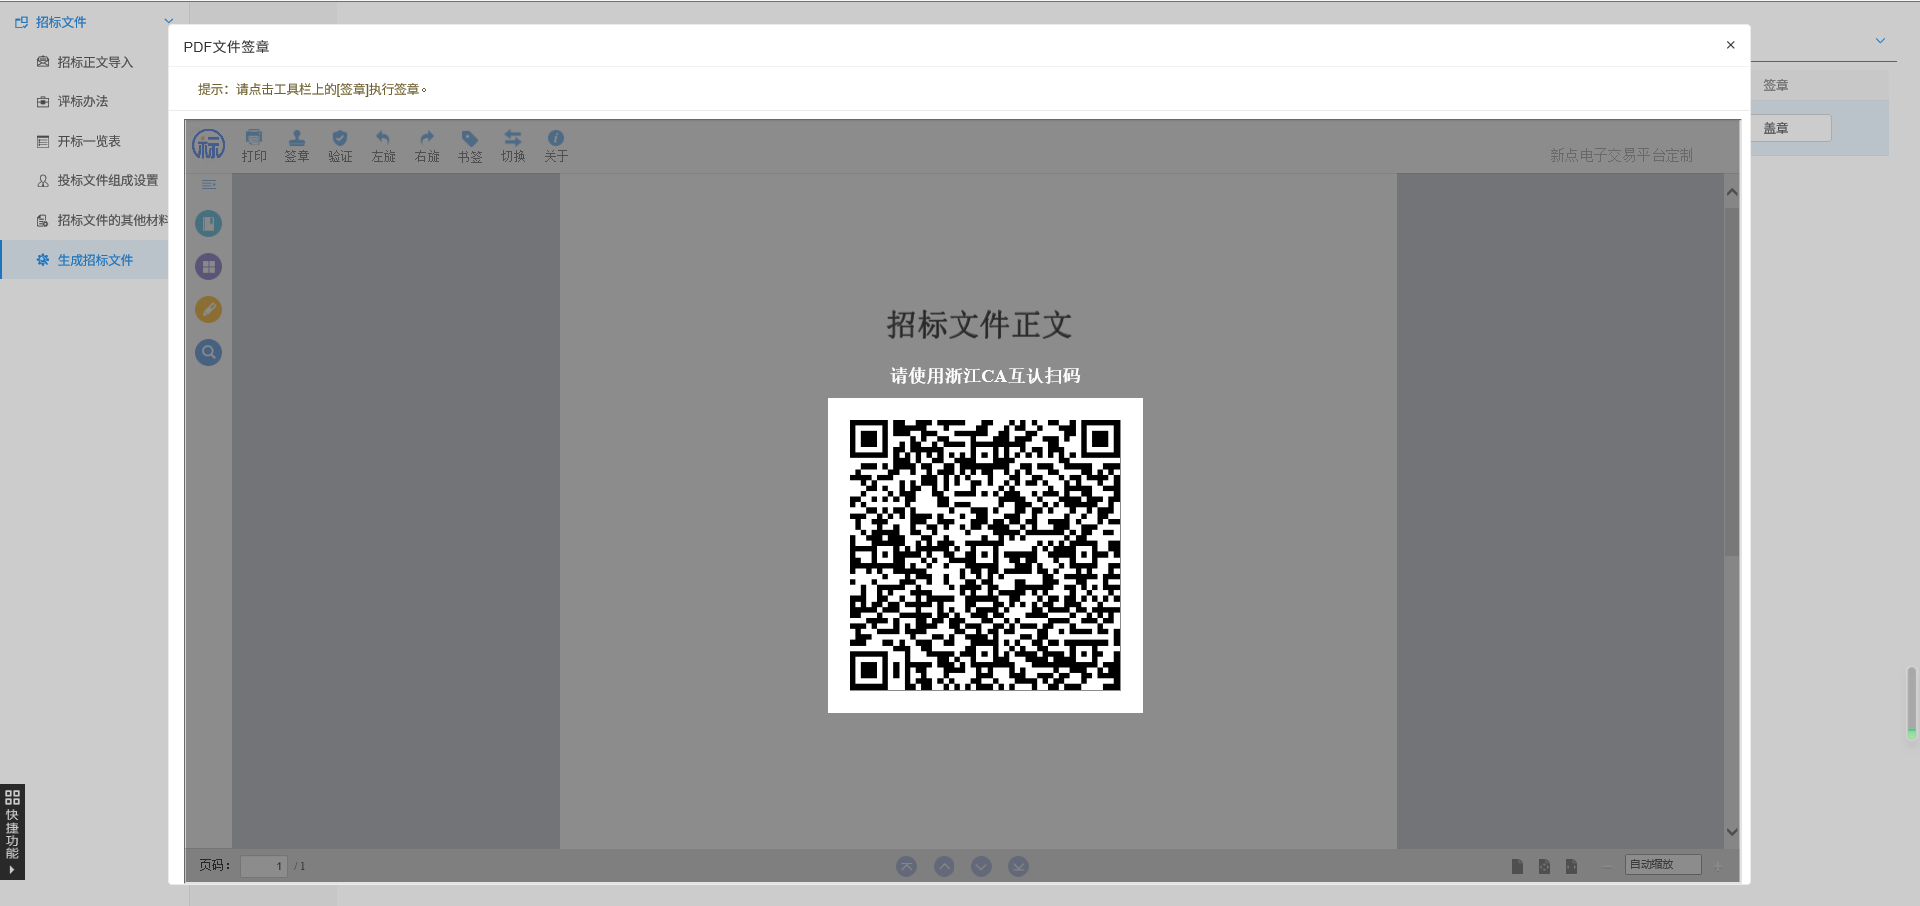 招标文件
招标正文导入
评标办法
开标一览表
投标文件组成设置
招标文件的其他材料
生成招标文件
快捷功能
PDF文件签章
×
提示：请点击工具栏上的[签章]执行签章。
标
打印 签章 验证 左旋 右旋 书签 切换 关于
新点电子交易平台定制
招标文件正文
请使用浙江CA互认扫码
页码： 1 / 1
自动缩放
签章
盖章